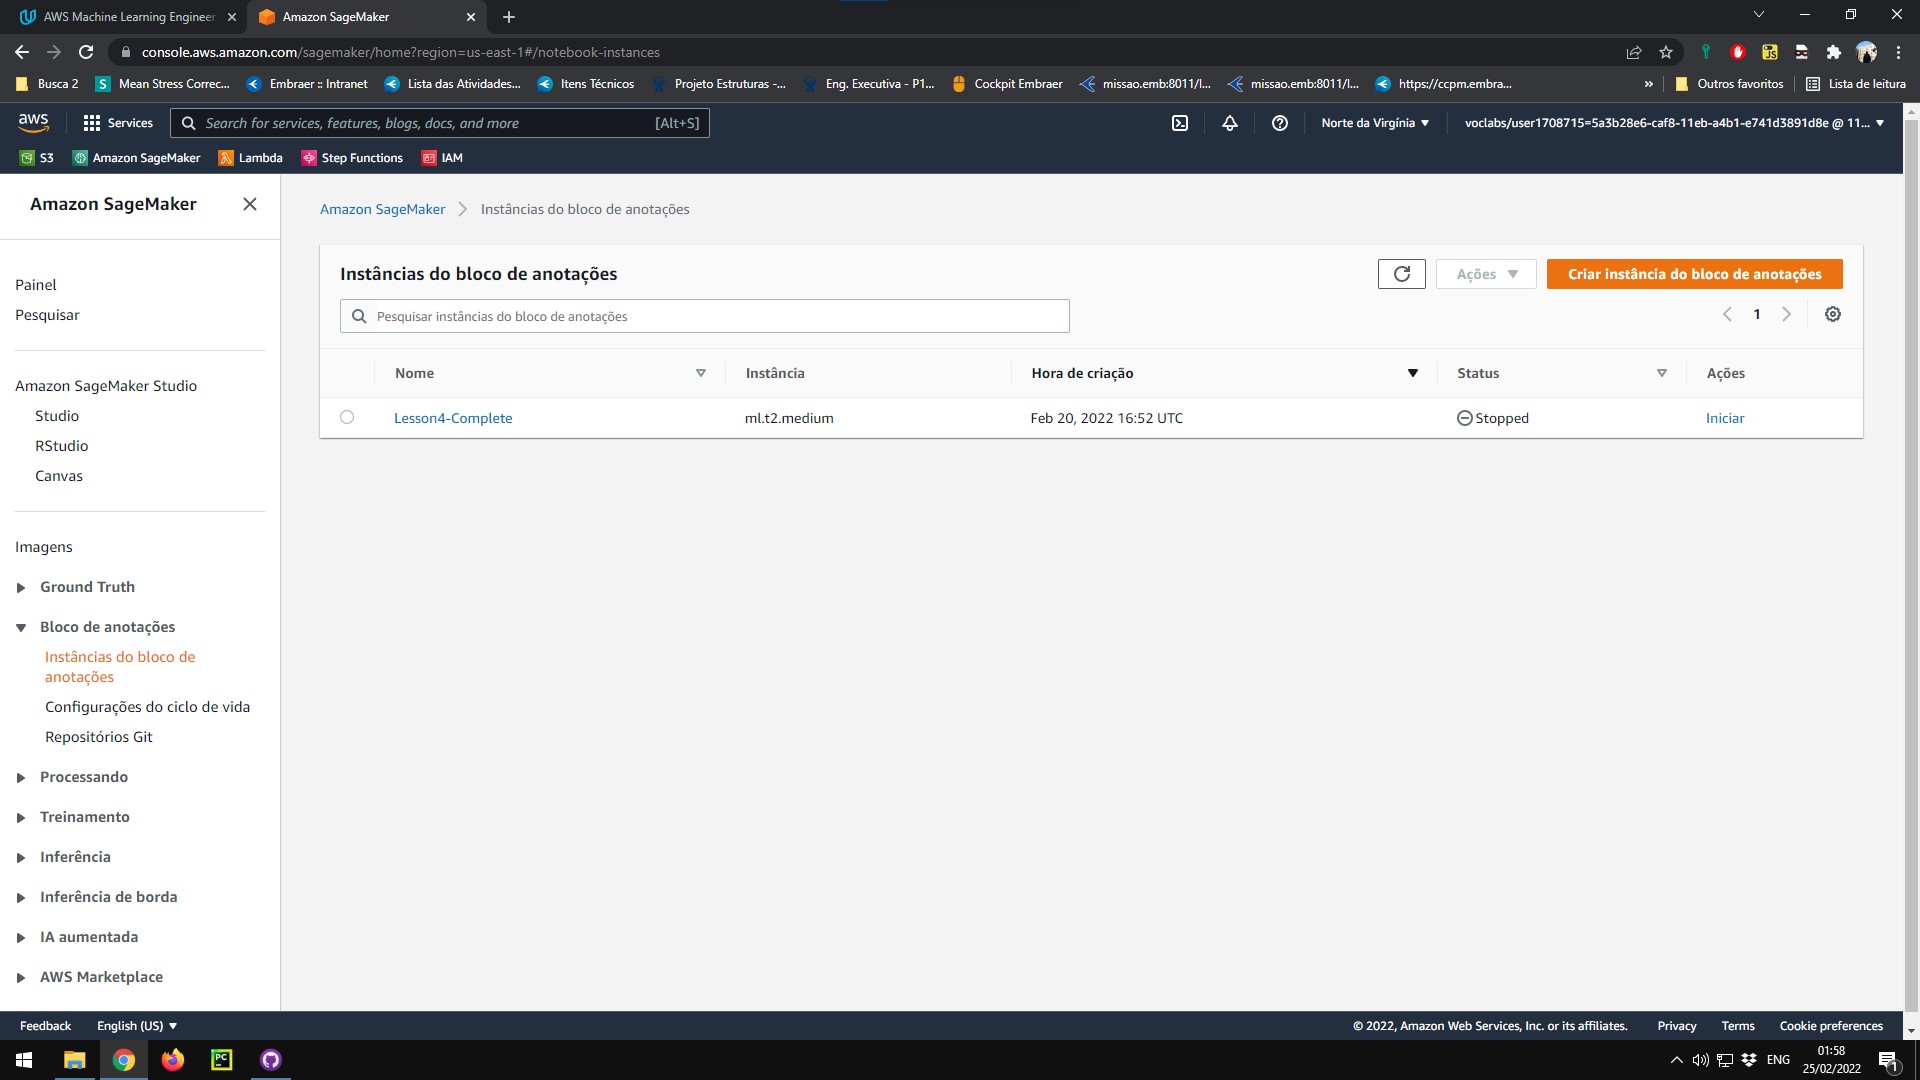 AWS Machine Learning Engineer
Amazon SageMaker
console.aws.amazon.com/sagemaker/home?region=us-east-1#/notebook-instances
Busca 2
Mean Stress Correc...
Embraer :: Intranet
Lista das Atividades...
Itens Técnicos
Projeto Estruturas -...
Eng. Executiva - P1...
Cockpit Embraer
missao.emb:8011/l...
missao.emb:8011/l...
https://ccpm.embra...
»
Outros favoritos
Lista de leitura
aws
Services
Search for services, features, blogs, docs, and more
[Alt+S]
Norte da Virgínia
voclabs/user1708715=5a3b28e6-caf8-11eb-a4b1-e741d3891d8e @ 11...
S3
Amazon SageMaker
Lambda
Step Functions
IAM
Amazon SageMaker
Painel
Pesquisar
Amazon SageMaker Studio
Studio
RStudio
Canvas
Imagens
Ground Truth
Bloco de anotações
Instâncias do bloco de
anotações
Configurações do ciclo de vida
Repositórios Git
Processando
Treinamento
Inferência
Inferência de borda
IA aumentada
AWS Marketplace
Amazon SageMaker
Instâncias do bloco de anotações
Instâncias do bloco de anotações
Ações
Criar instância do bloco de anotações
Pesquisar instâncias do bloco de anotações
1
Nome
Instância
Hora de criação
Status
Ações
Lesson4-Complete
ml.t2.medium
Feb 20, 2022 16:52 UTC
Stopped
Iniciar
Feedback
English (US)
© 2022, Amazon Web Services, Inc. or its affiliates.
Privacy
Terms
Cookie preferences
PC
ENG
01:58
25/02/2022
1